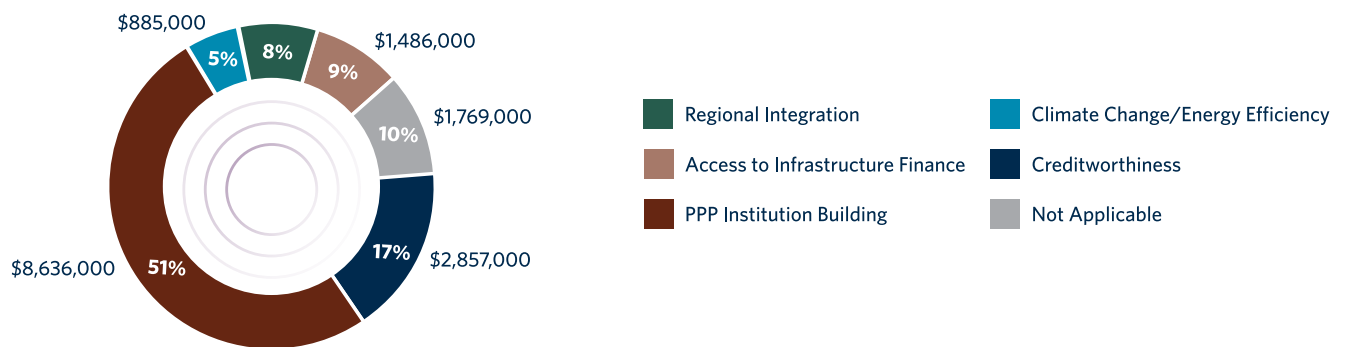 $885,000
8%
$1,486,000
5%
9%
$1,769,000
10%
17%
$2,857,000
$8,636,000
51%
Regional Integration
Access to Infrastructure Finance
PPP Institution Building
Climate Change/Energy Efficiency
Creditworthiness
Not Applicable